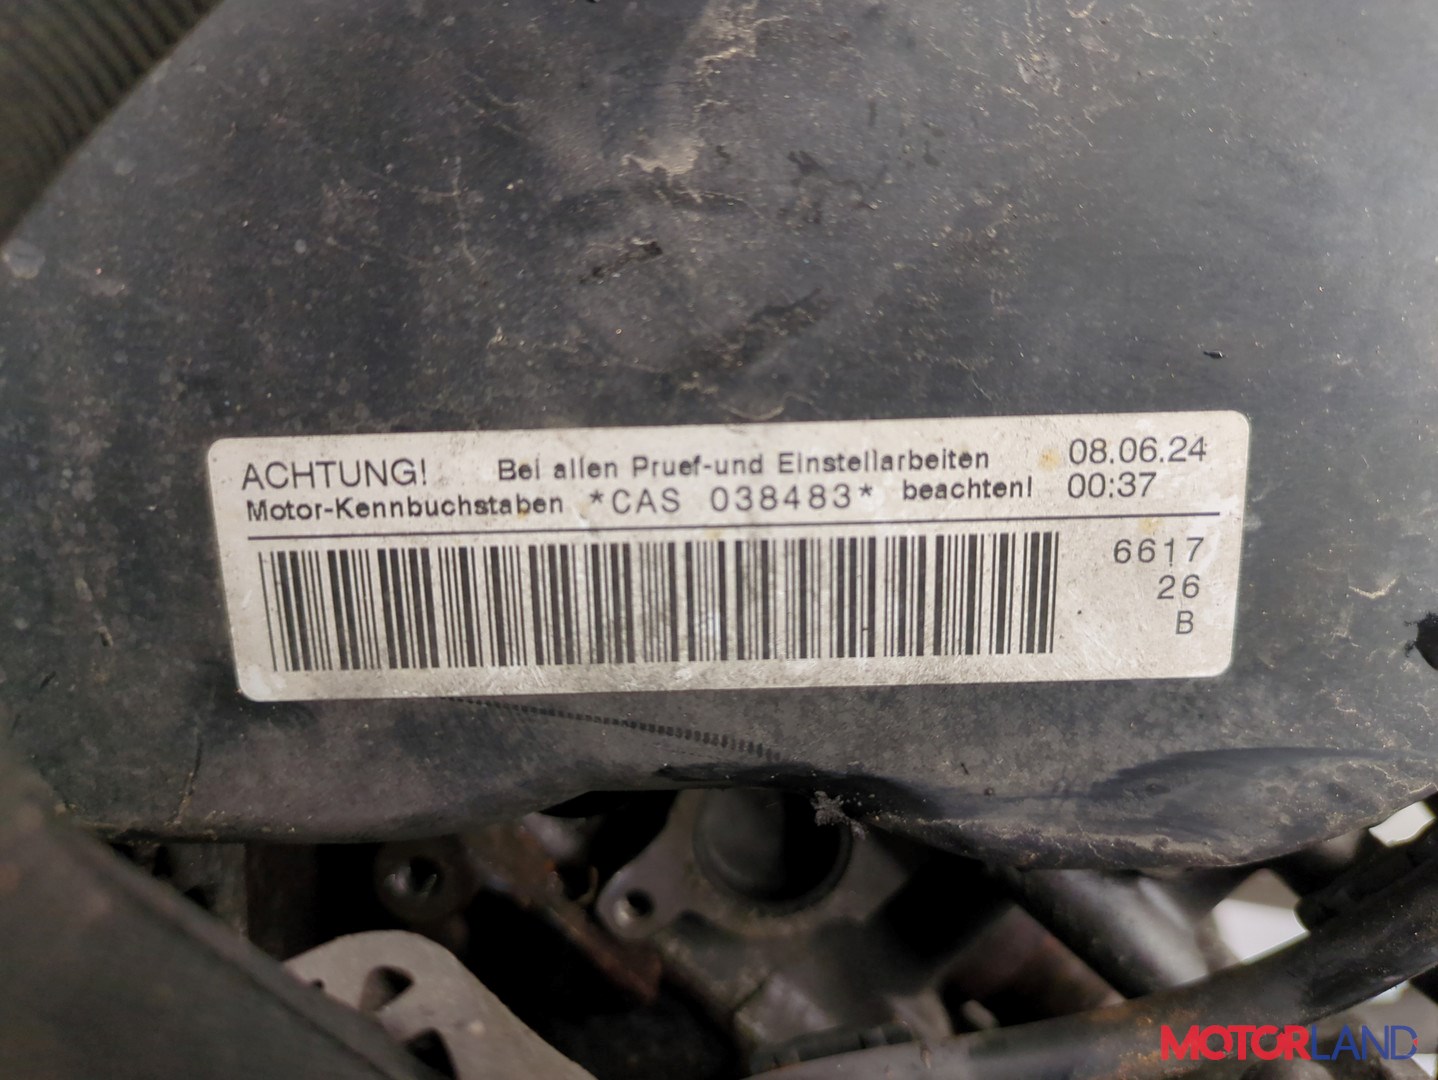 ACHTUNG! Bei allen Pruef-und Einstellarbeiten 08.06.24
Motor-Kennbuchstaben *CAS 038483* beachten! 00:37
6617
26
B
MOTORLAND